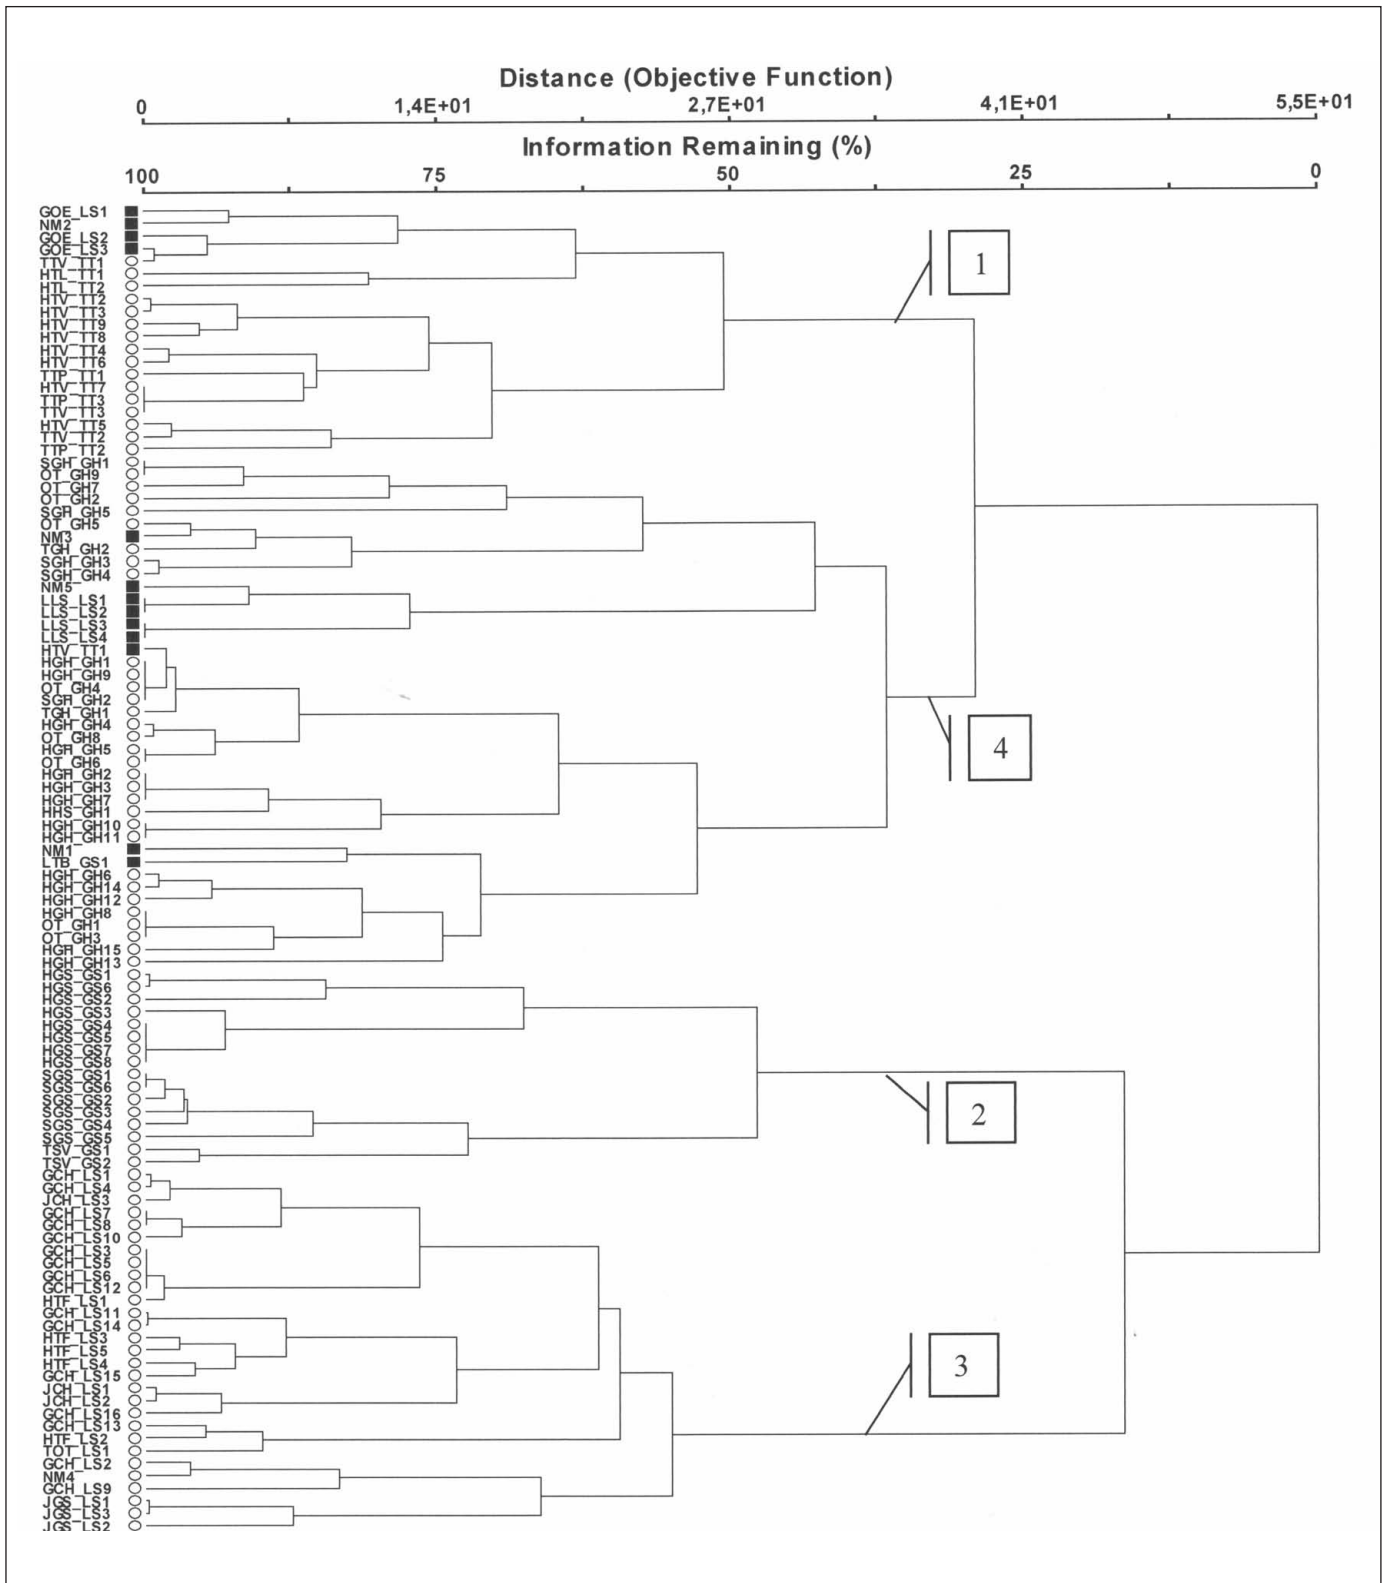 Distance (Objective Function)
0 1,4E+01 2,7E+01 4,1E+01 5,5E+01
Information Remaining (%)
100 75 50 25 0
GOE_LS1
NM2
GOE_LS2
GOE_LS3
TTV_TT1
HTL_TT1
HTL_TT2
HTV_TT2
HTV_TT3
HTV_TT9
HTV_TT8
HTV_TT4
HTV_TT6
TTP_TT1
HTV_TT7
TTP_TT3
TTV_TT3
HTV_TT5
TTV_TT2
TTP_TT2
SGH_GH1
OT_GH9
OT_GH7
OT_GH2
SGH_GH5
OT_GH5
NM3
TGH_GH2
SGH_GH3
SGH_GH4
NM5
LLS_LS1
LLS_LS2
LLS_LS3
LLS_LS4
HTV_TT1
HGH_GH1
HGH_GH9
OT_GH4
SGH_GH2
TGH_GH1
HGH_GH4
OT_GH8
HGH_GH5
OT_GH6
HGH_GH2
HGH_GH3
HGH_GH7
HHS_GH1
HGH_GH10
HGH_GH11
NM1
LTB_GS1
HGH_GH6
HGH_GH14
HGH_GH12
HGH_GH8
OT_GH1
OT_GH3
HGH_GH15
HGH_GH13
HGS_GS1
HGS_GS6
HGS_GS2
HGS_GS3
HGS_GS4
HGS_GS5
HGS_GS7
HGS_GS8
SGS_GS1
SGS_GS6
SGS_GS2
SGS_GS3
SGS_GS4
SGS_GS5
TSV_GS1
TSV_GS2
GCH_LS1
GCH_LS4
JCH_LS3
GCH_LS7
GCH_LS8
GCH_LS10
GCH_LS3
GCH_LS5
GCH_LS6
GCH_LS12
HTF_LS1
GCH_LS11
GCH_LS14
HTF_LS3
HTF_LS5
HTF_LS4
GCH_LS15
JCH_LS1
JCH_LS2
GCH_LS16
GCH_LS13
HTF_LS2
TOT_LS1
GCH_LS2
NM4
GCH_LS9
JGS_LS1
JGS_LS3
JGS_LS2
1
4
2
3